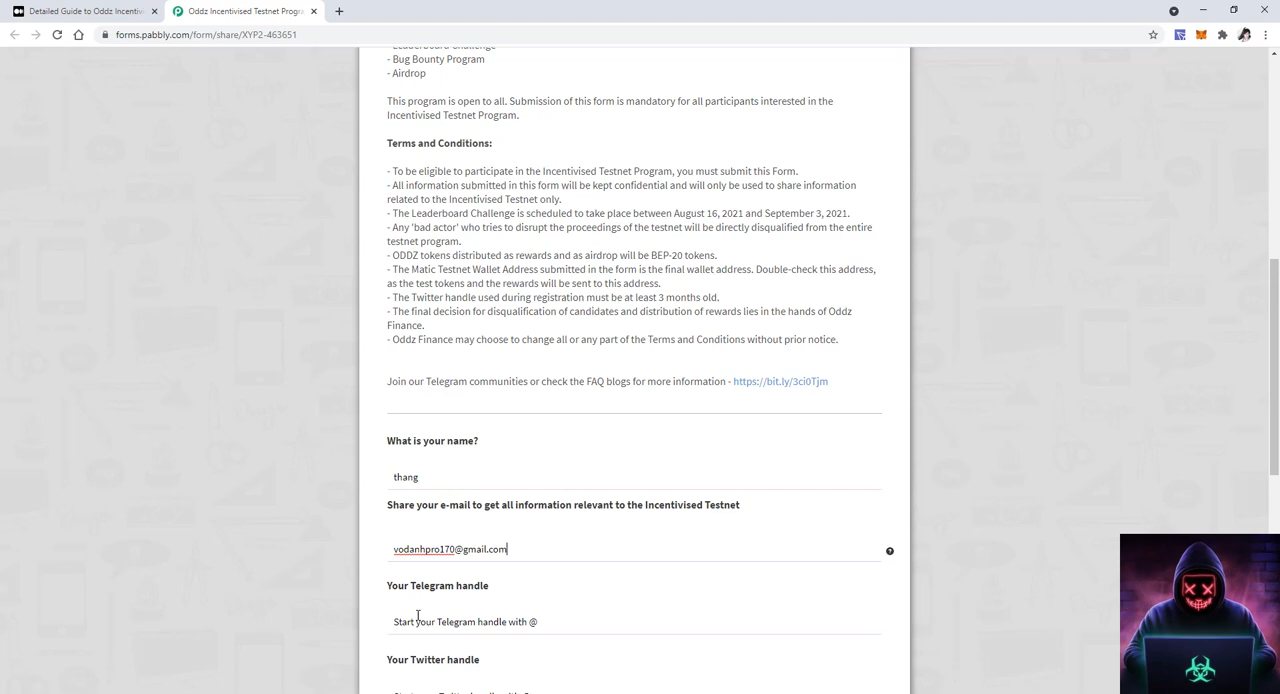 Detailed Guide to Oddz Incentivi
Oddz Incentivised Testnet Progra
forms.pabbly.com/form/share/XYP2-463651
- Leaderboard Challenge
- Bug Bounty Program
- Airdrop
This program is open to all. Submission of this form is mandatory for all participants interested in the
Incentivised Testnet Program.
Terms and Conditions:
- To be eligible to participate in the Incentivised Testnet Program, you must submit this Form.
- All information submitted in this form will be kept confidential and will only be used to share information
related to the Incentivised Testnet only.
- The Leaderboard Challenge is scheduled to take place between August 16, 2021 and September 3, 2021.
- Any 'bad actor' who tries to disrupt the proceedings of the testnet will be directly disqualified from the entire
testnet program.
- ODDZ tokens distributed as rewards and as airdrop will be BEP-20 tokens.
- The Matic Testnet Wallet Address submitted in the form is the final wallet address. Double-check this address,
as the test tokens and the rewards will be sent to this address.
- The Twitter handle used during registration must be at least 3 months old.
- The final decision for disqualification of candidates and distribution of rewards lies in the hands of Oddz
Finance.
- Oddz Finance may choose to change all or any part of the Terms and Conditions without prior notice.
Join our Telegram communities or check the FAQ blogs for more information - https://bit.ly/3ci0Tjm
What is your name?
thang
Share your e-mail to get all information relevant to the Incentivised Testnet
vodanhpro170@gmail.com
Your Telegram handle
Start your Telegram handle with @
Your Twitter handle